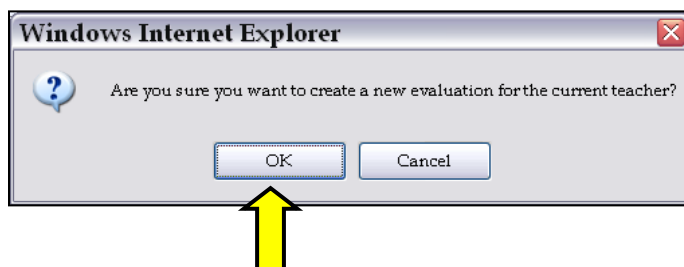 Windows Internet Explorer
?
Are you sure you want to create a new evaluation for the current teacher?
OK
Cancel